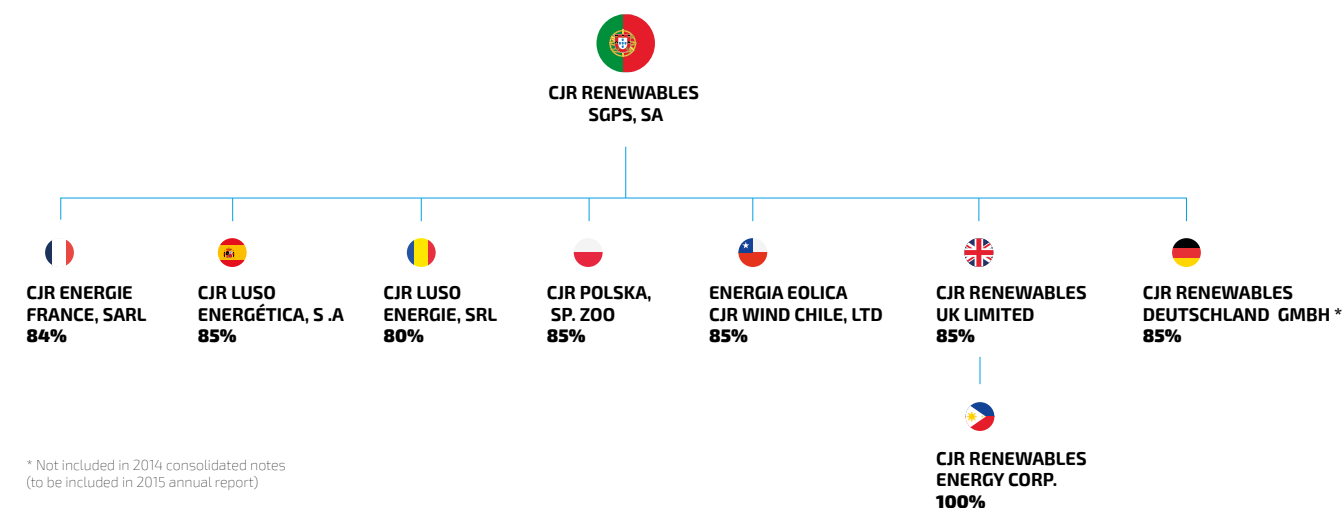 CJR RENEWABLES
SGPS, SA
CJR ENERGIE
FRANCE, SARL
84%
CJR LUSO
ENERGÉTICA, S .A
85%
CJR LUSO
ENERGIE, SRL
80%
CJR POLSKA,
SP. ZOO
85%
ENERGIA EOLICA
CJR WIND CHILE, LTD
85%
CJR RENEWABLES
UK LIMITED
85%
CJR RENEWABLES
DEUTSCHLAND GMBH *
85%
CJR RENEWABLES
ENERGY CORP.
100%
* Not included in 2014 consolidated notes
(to be included in 2015 annual report)